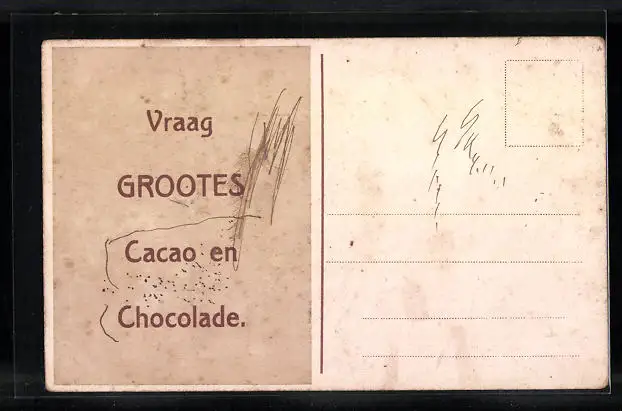 Vraag
GROOTES
Cacao en
Chocolade.